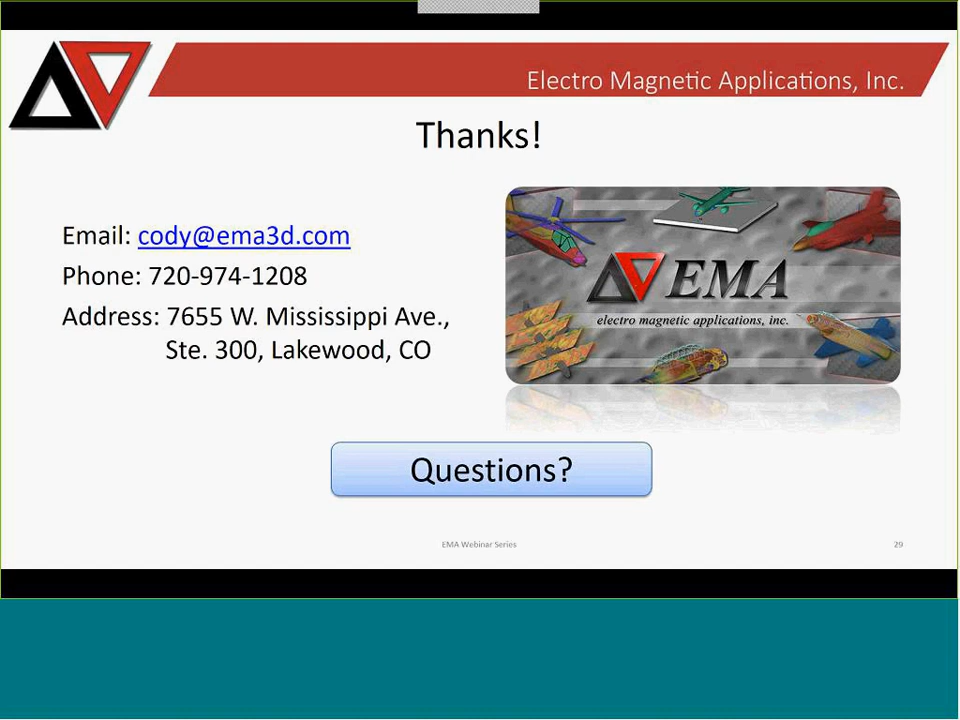 Electro Magnetic Applications, Inc.
Thanks!
Email: cody@ema3d.com
Phone: 720-974-1208
Address: 7655 W. Mississippi Ave.,
Ste. 300, Lakewood, CO
EMA
electro magnetic applications, inc.
Questions?
EMA Webinar Series
29